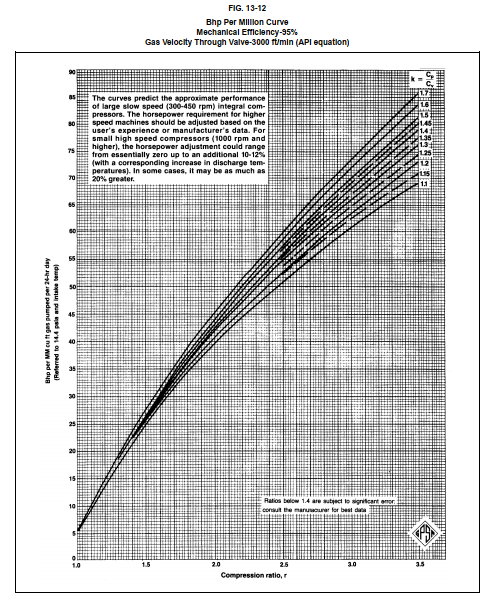 FIG. 13-12
Bhp Per Million Curve
Mechanical Efficiency-95%
Gas Velocity Through Valve-3000 ft/min (API equation)
90
85
80
75
70
65
60
55
50
45
40
35
30
25
20
15
10
5
0
The curves predict the approximate performance
of large slow speed (300-450 rpm) integral com-
pressors. The horsepower requirement for higher
speed machines should be adjusted based on the
user's experience or manufacturer's data. For
small high speed compressors (1000 rpm and
higher), the horsepower adjustment could range
from essentially zero up to an additional 10-12%
(with a corresponding increase in discharge tem-
peratures). In some cases, it may be as much as
20% greater.
k = Cp
Cv
1.7
1.6
1.5
1.45
1.4
1.35
1.3
1.25
1.2
1.15
1.1
Bhp per MM cu ft gas pumped per 24-hr day
(Referred to 14.4 psia and intake temp)
Ratios below 1.4 are subject to significant error
consult the manufacturer for best data
GPSA
1.0
1.5
2.0
2.5
3.0
3.5
Compression ratio, r